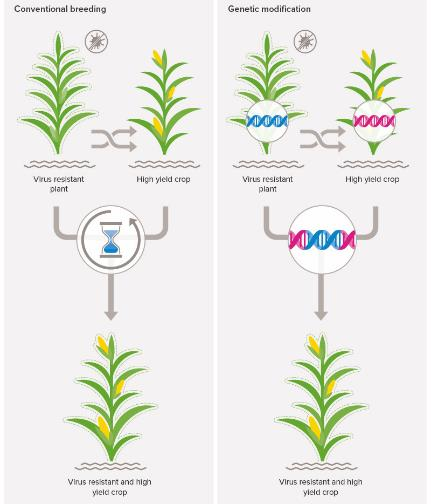 Conventional breeding
Virus resistant
plant
High yield crop
Virus resistant and high
yield crop
Genetic modification
Virus resistant
plant
High yield crop
Virus resistant and high
yield crop